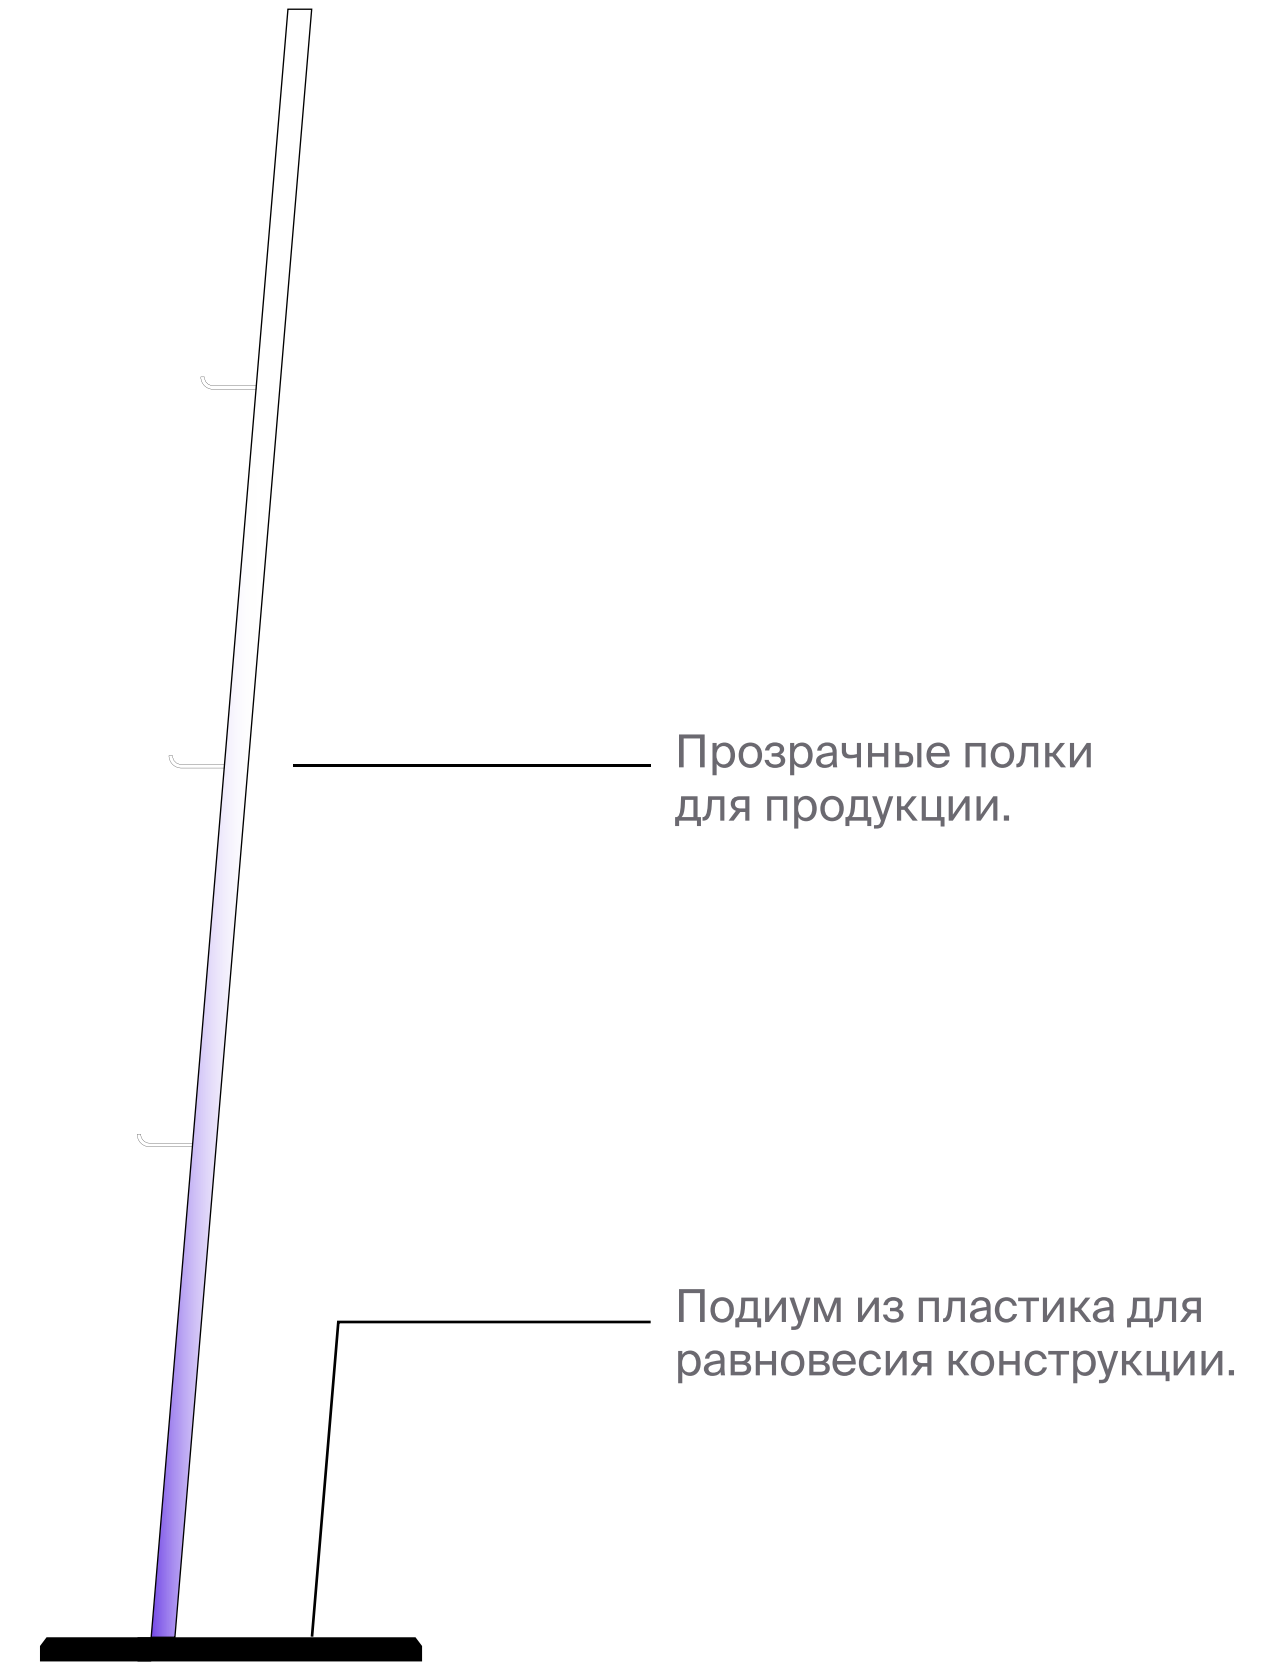 Прозрачные полки
для продукции.
Подиум из пластика для
равновесия конструкции.